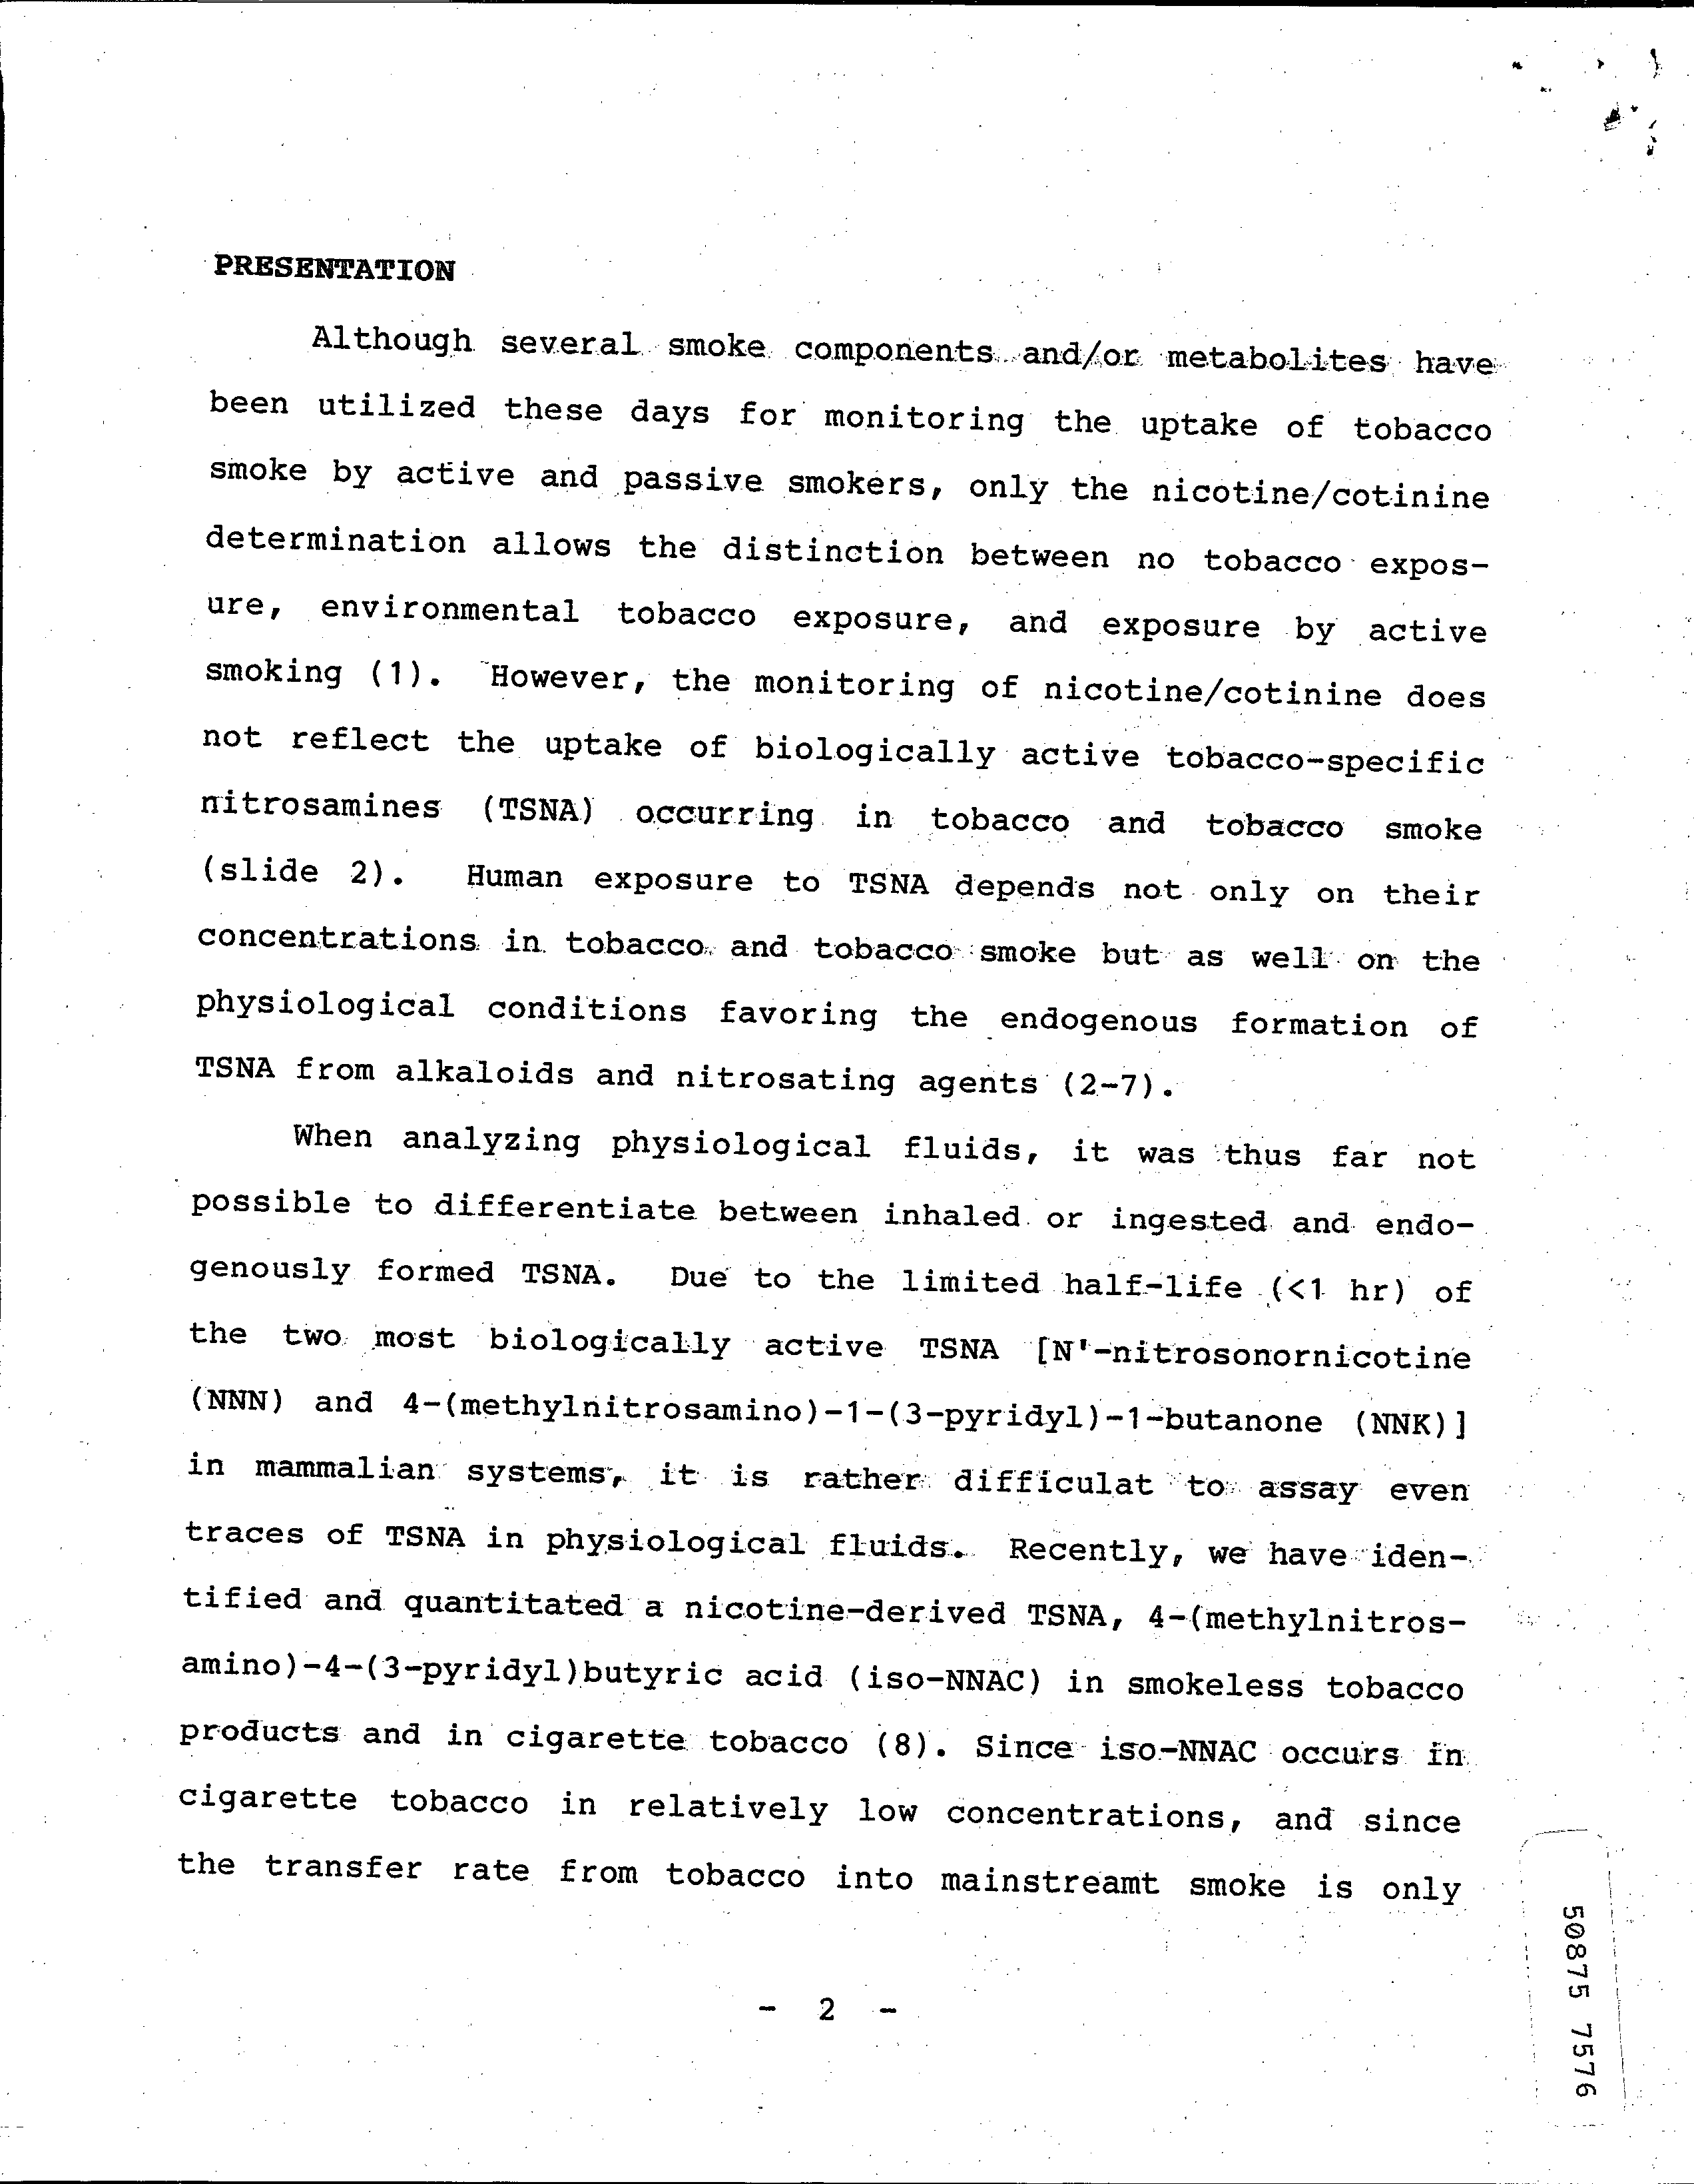 PRESENTATION
Although several smoke components and/or metabolites have
been utilized these days for monitoring the uptake of tobacco
smoke by active and passive smokers, only the nicotine/cotinine
determination allows the distinction between no tobacco expos-
ure, environmental tobacco exposure, and exposure by active
smoking (1). However, the monitoring of nicotine/cotinine does
not reflect the uptake of biologically active tobacco-specific
nitrosamines (TSNA) occurring in tobacco and tobacco smoke
(slide 2). Human exposure to TSNA depends not only on their
concentrations in tobacco and tobacco smoke but as well on the
physiological conditions favoring the endogenous formation of
TSNA from alkaloids and nitrosating agents (2-7).
When analyzing physiological fluids, it was thus far not
possible to differentiate between inhaled or ingested and endo-
genously formed TSNA. Due to the limited half-life (<1 hr) of
the two most biologically active TSNA [N'-nitrosonornicotine
(NNN) and 4-(methylnitrosamino)-1-(3-pyridyl)-1-butanone (NNK)]
in mammalian systems, it is rather difficulat to assay even
traces of TSNA in physiological fluids. Recently, we have iden-
tified and quantitated a nicotine-derived TSNA, 4-(methylnitros-
amino)-4-(3-pyridyl)butyric acid (iso-NNAC) in smokeless tobacco
products and in cigarette tobacco (8). Since iso-NNAC occurs in
cigarette tobacco in relatively low concentrations, and since
the transfer rate from tobacco into mainstreamt smoke is only
- 2 -
50875 7576